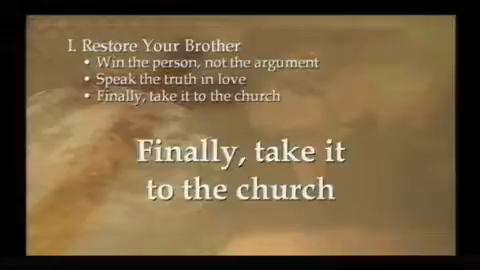 I. Restore Your Brother
• Win the person, not the argument
• Speak the truth in love
• Finally, take it to the church
Finally, take it
to the church